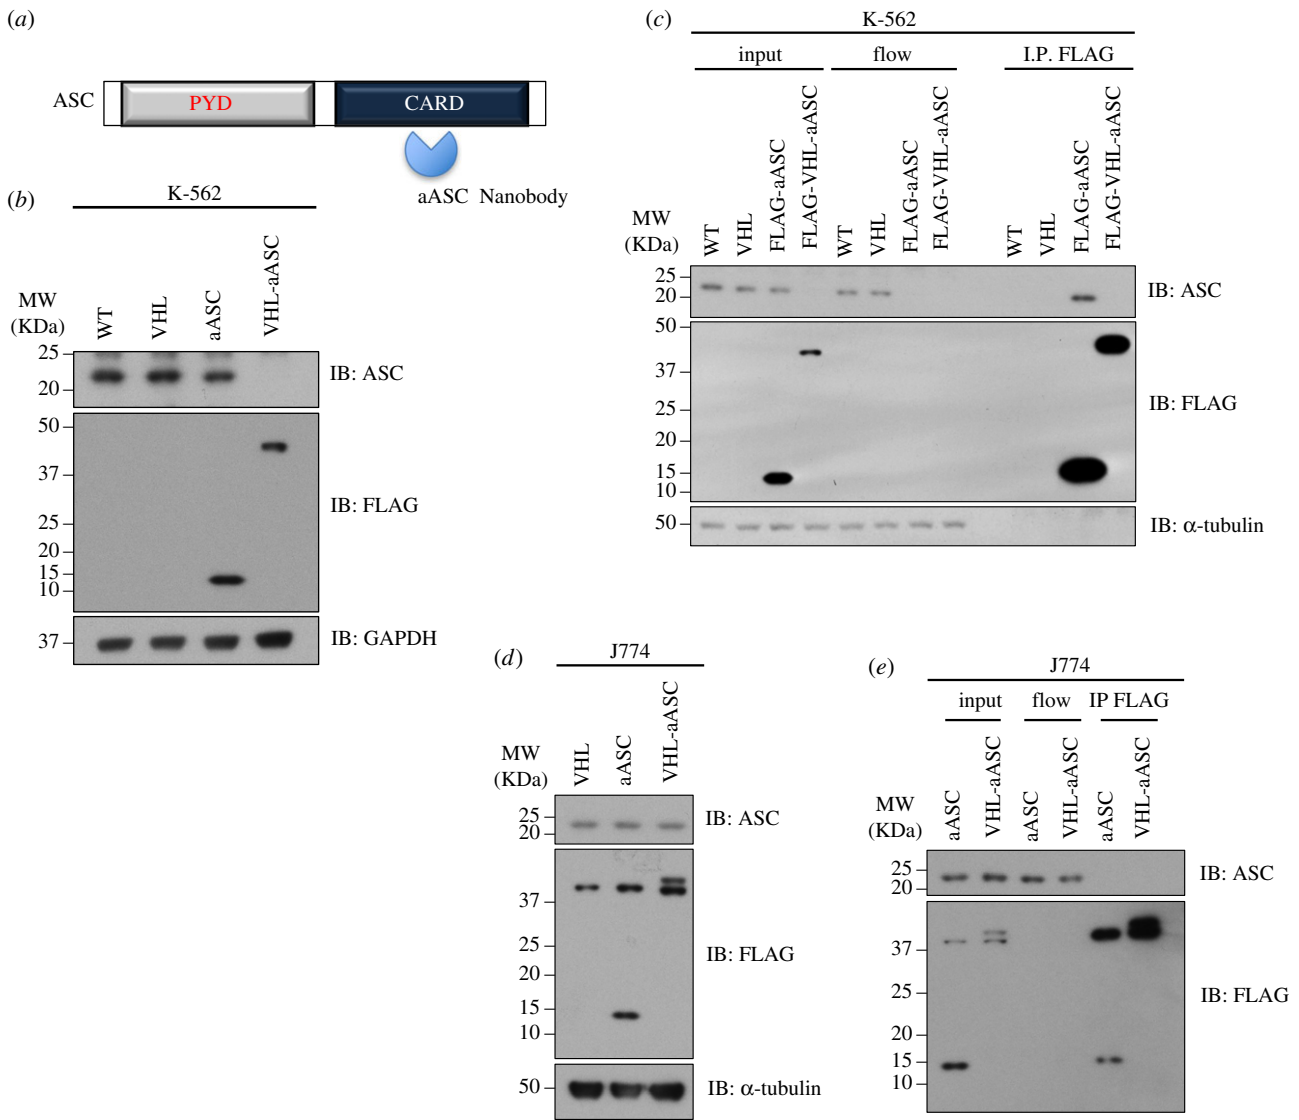 (a)
ASC PYD CARD
aASC Nanobody
(b)
K-562
MW
(KDa)
WT
VHL
aASC
VHL-aASC
25
20
IB: ASC
50
37
25
20
15
10
IB: FLAG
37
IB: GAPDH
(c)
K-562
input flow I.P. FLAG
MW
(KDa)
WT
VHL
FLAG-aASC
FLAG-VHL-aASC
WT
VHL
FLAG-aASC
FLAG-VHL-aASC
WT
VHL
FLAG-aASC
FLAG-VHL-aASC
25
20
IB: ASC
50
37
25
20
15
10
IB: FLAG
50
IB: α-tubulin
(d)
J774
MW
(KDa)
VHL
aASC
VHL-aASC
25
20
IB: ASC
37
25
20
15
10
IB: FLAG
50
IB: α-tubulin
(e)
J774
input flow IP FLAG
MW
(KDa)
aASC
VHL-aASC
aASC
VHL-aASC
aASC
VHL-aASC
25
20
IB: ASC
37
25
20
15
10
IB: FLAG